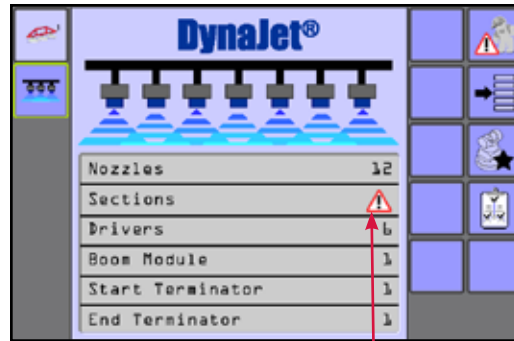 DynaJet®
Nozzles 12
Sections
Drivers 6
Boom Module 1
Start Terminator 1
End Terminator 1